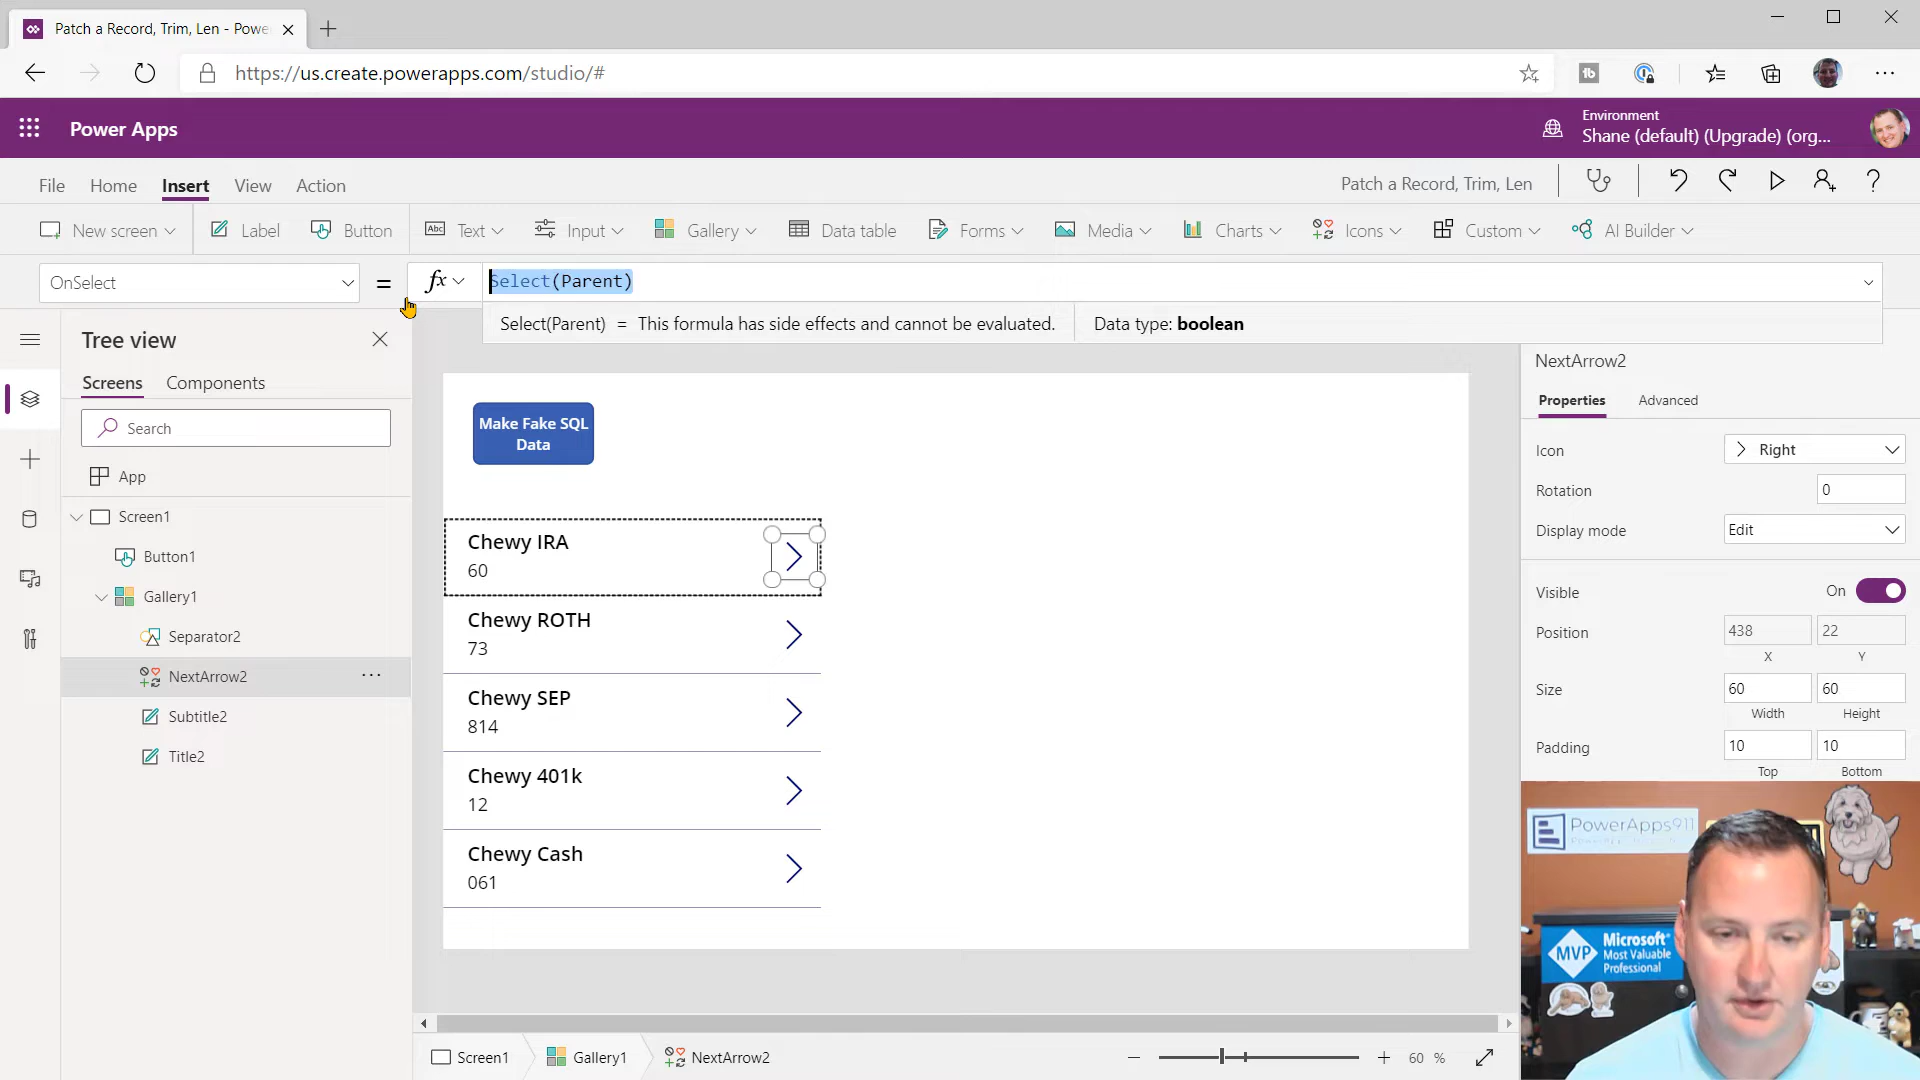 Patch a Record, Trim, Len - Powe
https://us.create.powerapps.com/studio/#
Power Apps
Environment
Shane (default) (Upgrade) (org...
File Home Insert View Action
Patch a Record, Trim, Len
New screen Label Button Text Input Gallery Data table Forms Media Charts Icons Custom AI Builder
OnSelect = fx Select(Parent)
Select(Parent) = This formula has side effects and cannot be evaluated. Data type: boolean
Tree view
Screens Components
Search
App
Screen1
Button1
Gallery1
Separator2
NextArrow2 ...
Subtitle2
Title2
Make Fake SQL
Data
Chewy IRA
60
Chewy ROTH
73
Chewy SEP
814
Chewy 401k
12
Chewy Cash
061
NextArrow2
Properties Advanced
Icon Right
Rotation 0
Display mode Edit
Visible On
Position 438 22
X Y
Size 60 60
Width Height
Padding 10 10
Top Bottom
PowerApps911
MVP Microsoft
Most Valuable
Professional
Screen1 Gallery1 NextArrow2
60 %